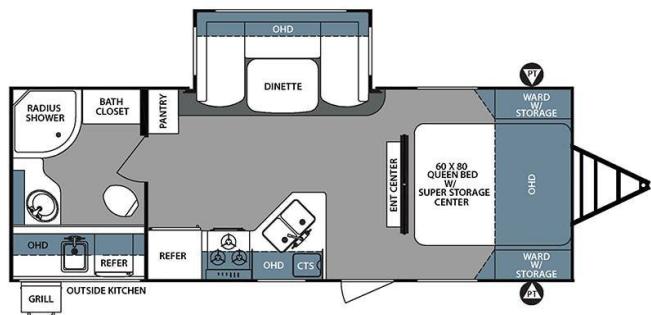 OHD
DINETTE
RADIUS
SHOWER
BATH
CLOSET
PANTRY
PT
WARD
W/
STORAGE
ENT CENTER
60 X 80
QUEEN BED
W/
SUPER STORAGE
CENTER
OHD
OHD
REFER
REFER
OHD
CTS
WARD
W/
STORAGE
PT
GRILL
OUTSIDE KITCHEN